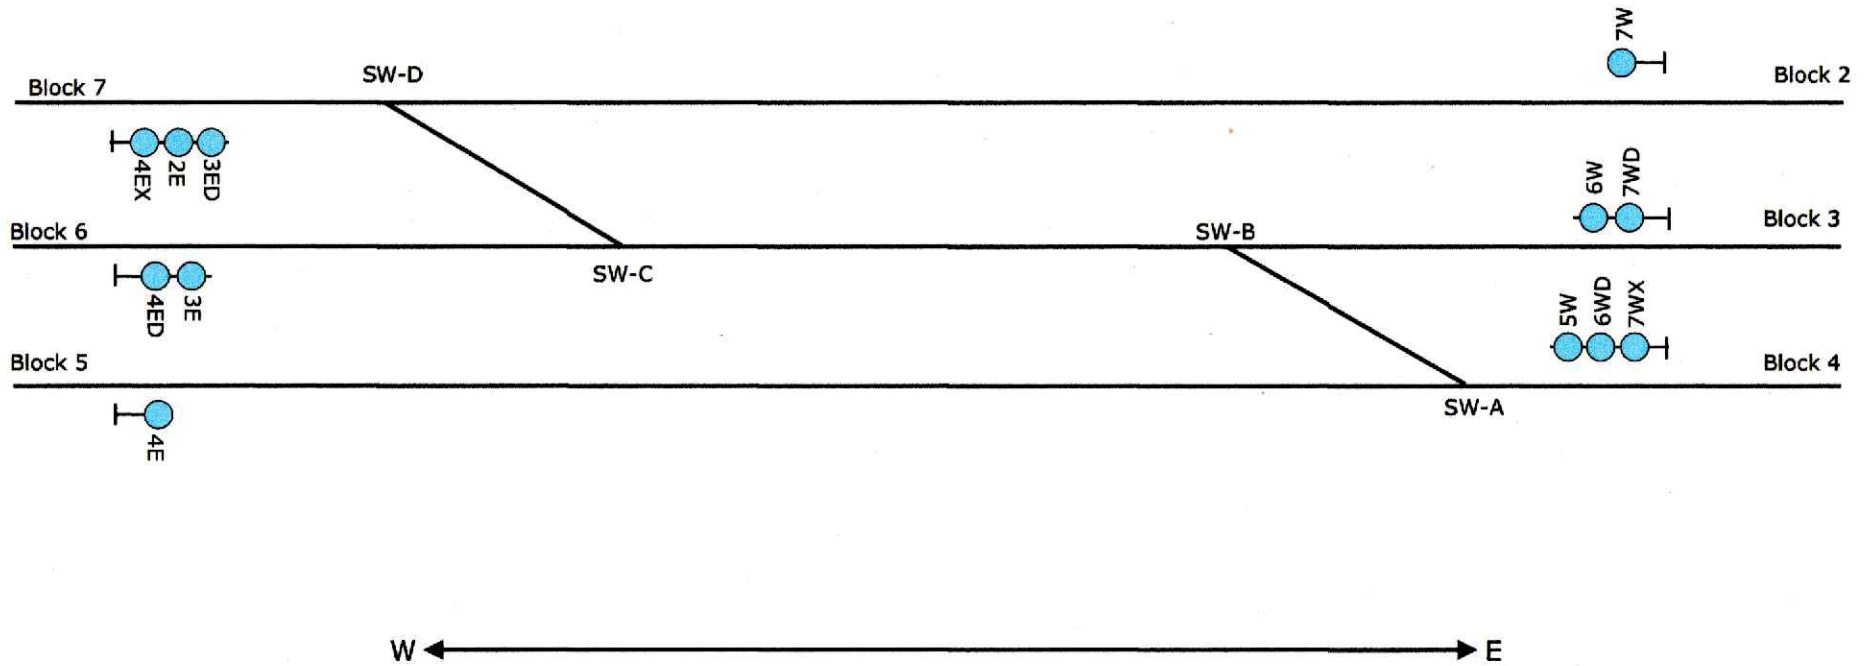 7W
Block 7
SW-D
Block 2
4EX
2E
3ED
6W
7WD
Block 6
SW-B
Block 3
SW-C
4ED
3E
5W
6WD
7WX
Block 5
Block 4
SW-A
4E
W
E